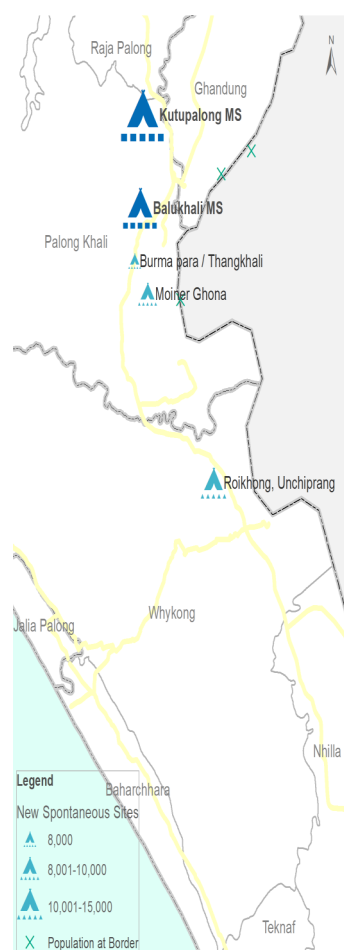 N
Raja Palong
Ghandung
Kutupalong MS
Balukhali MS
Palong Khali
Burma para / Thangkhali
Moiner Ghona
Roikhong, Unchiprang
Whykong
Jalia Palong
Nhilla
Baharchhara
Teknaf
Legend
New Spontaneous Sites
8,000
8,001-10,000
10,001-15,000
Population at Border